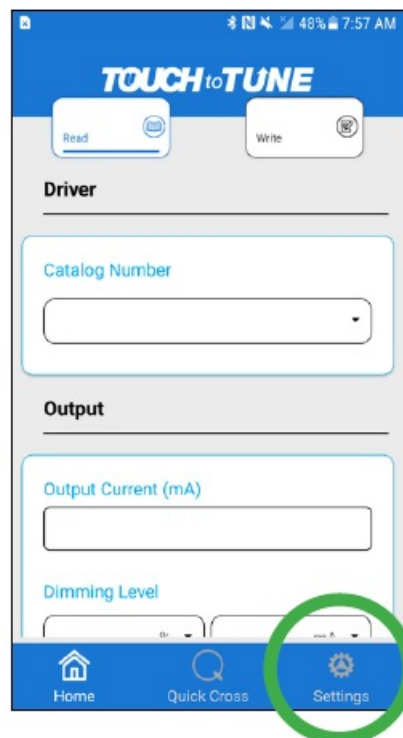 48% 7:57 AM
TOUCH to TUNE
Read
Write
Driver
Catalog Number
Output
Output Current (mA)
Dimming Level
% mA
Home Quick Cross Settings